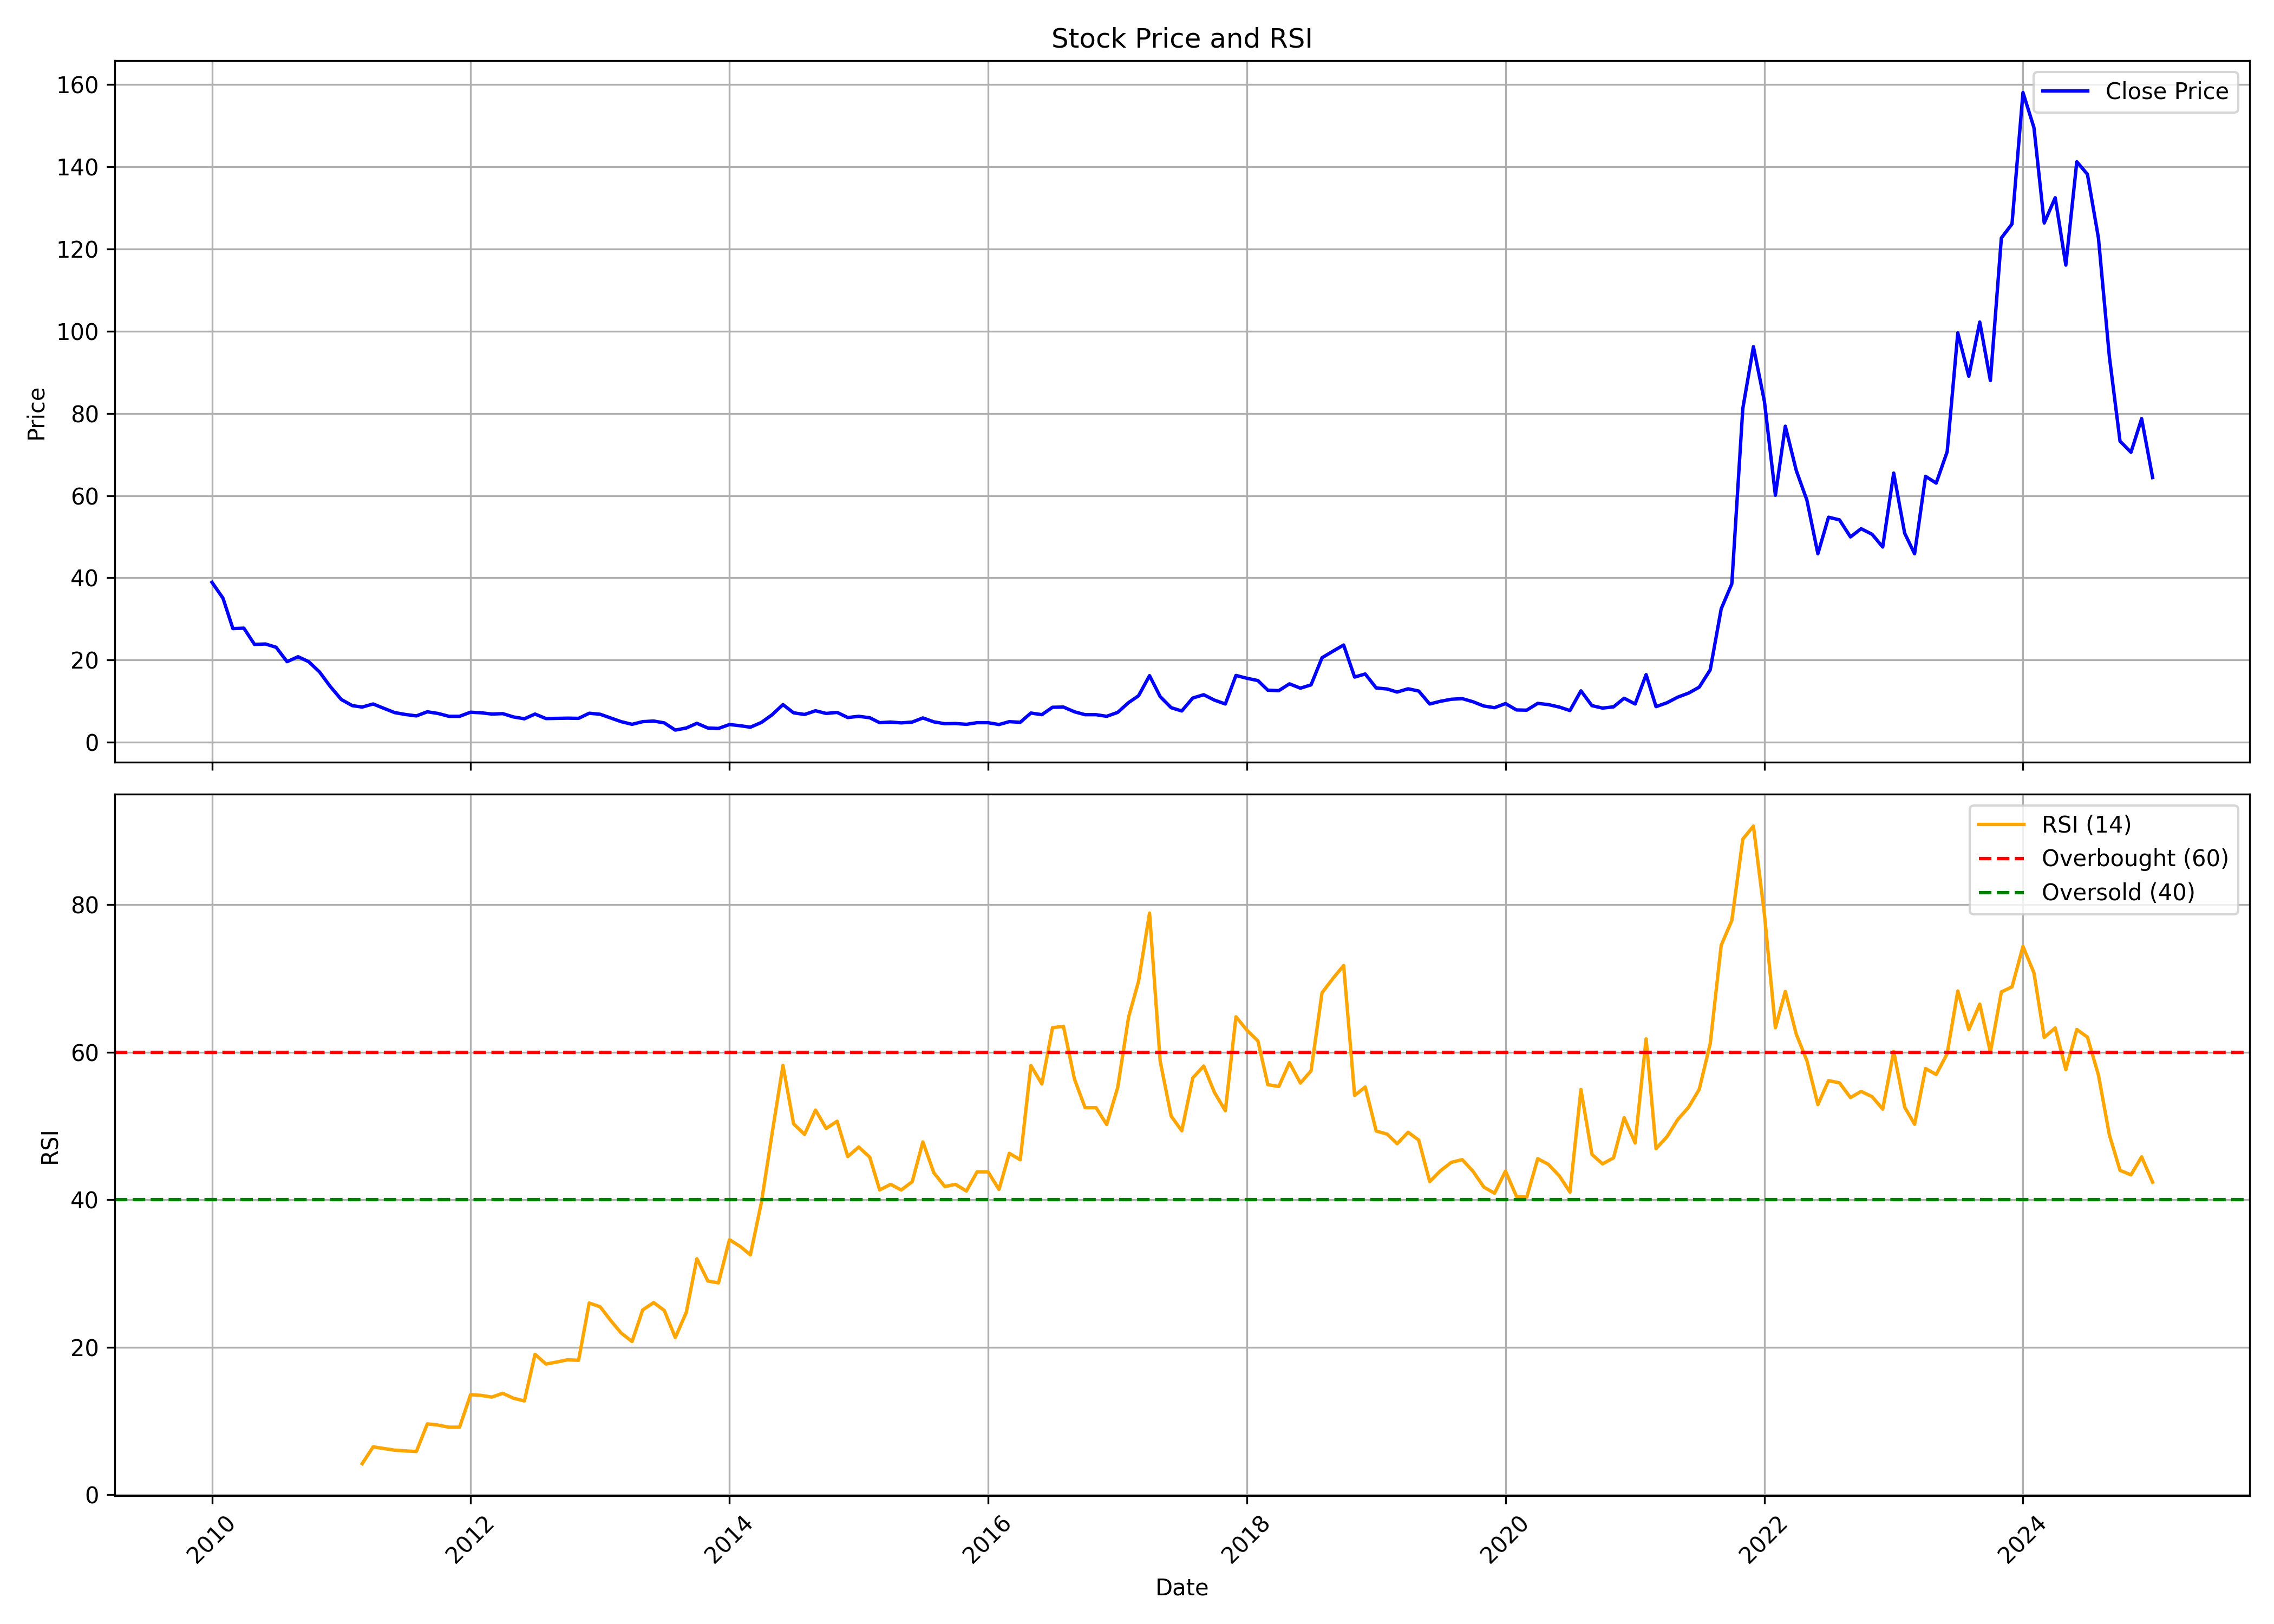 Stock Price and RSI
160
140
120
100
80
60
40
20
0
Price
Close Price
80
60
40
20
0
RSI
RSI (14)
Overbought (60)
Oversold (40)
2010
2012
2014
2016
2018
2020
2022
2024
Date